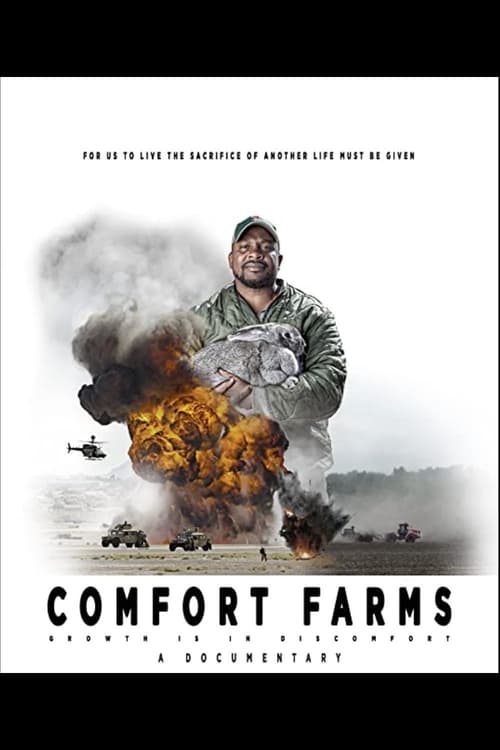 FOR US TO LIVE THE SACRIFICE OF ANOTHER LIFE MUST BE GIVEN
COMFORT FARMS
GROWTH IS IN DISCOMFORT
A DOCUMENTARY